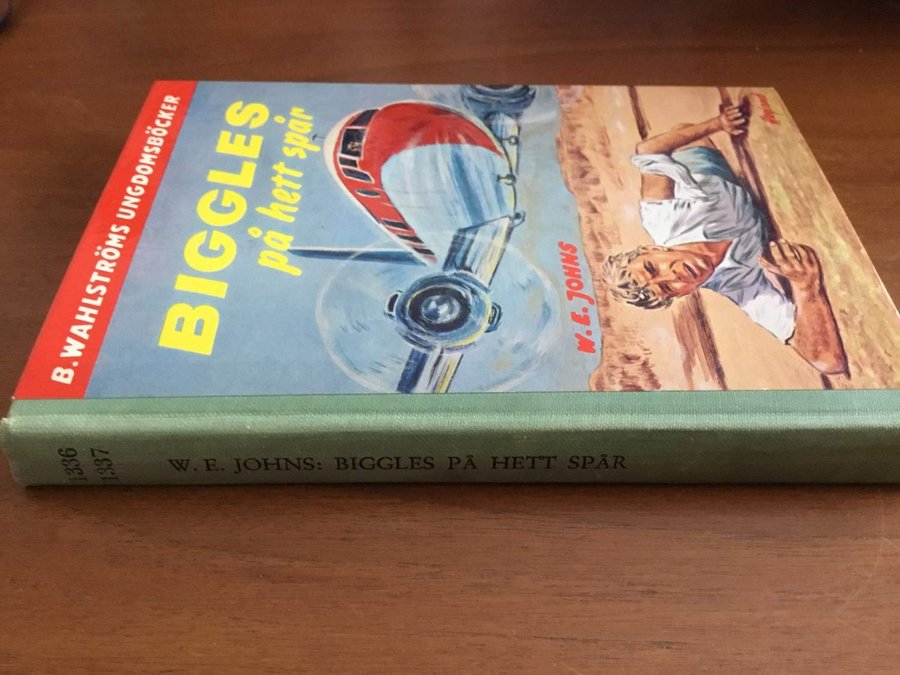 B. WAHLSTRÖMS UNGDOMSBÖCKER
BIGGLES
på hett spår
W. E. JOHNS
1336
1337
W. E. JOHNS: BIGGLES PÅ HETT SPÅR